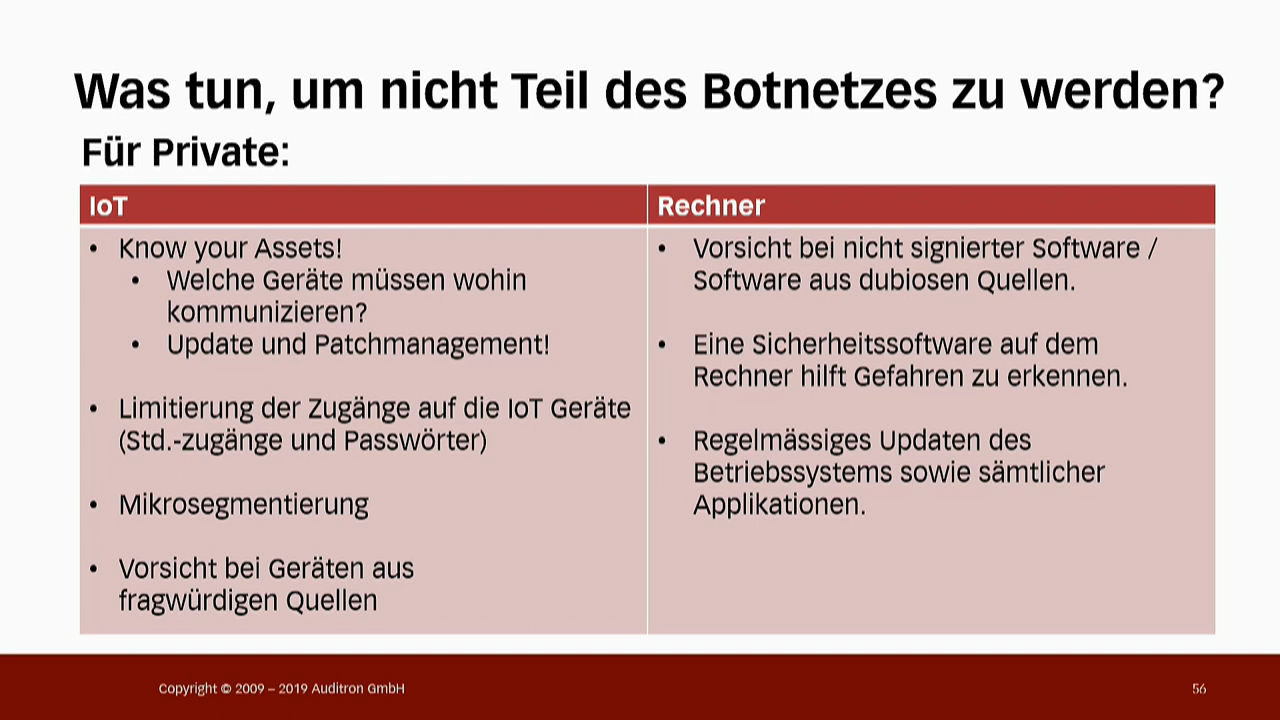 Was tun, um nicht Teil des Botnetzes zu werden?
Für Private:
IoT
• Know your Assets!
• Welche Geräte müssen wohin
kommunizieren?
• Update und Patchmanagement!
• Limitierung der Zugänge auf die IoT Geräte
(Std.-zugänge und Passwörter)
• Mikrosegmentierung
• Vorsicht bei Geräten aus
fragwürdigen Quellen
Rechner
• Vorsicht bei nicht signierter Software /
Software aus dubiosen Quellen.
• Eine Sicherheitssoftware auf dem
Rechner hilft Gefahren zu erkennen.
• Regelmässiges Updaten des
Betriebssystems sowie sämtlicher
Applikationen.
Copyright © 2009 – 2019 Auditron GmbH
56